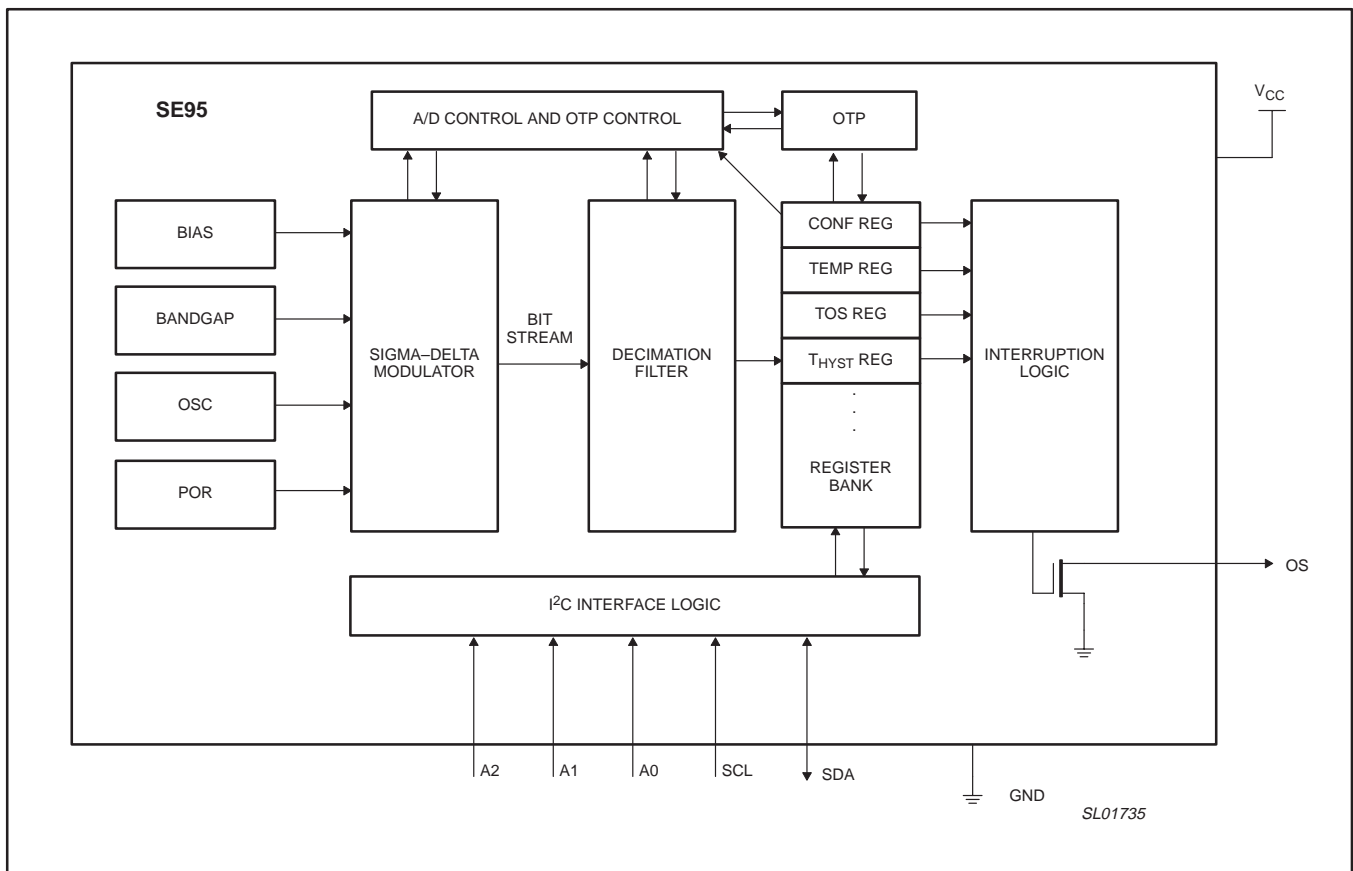 SE95
V_CC
A/D CONTROL AND OTP CONTROL
OTP
BIAS
BANDGAP
OSC
POR
SIGMA–DELTA
MODULATOR
BIT
STREAM
DECIMATION
FILTER
CONF REG
TEMP REG
TOS REG
T_HYST REG
.
.
.
REGISTER
BANK
INTERRUPTION
LOGIC
OS
I²C INTERFACE LOGIC
A2
A1
A0
SCL
SDA
GND
SL01735